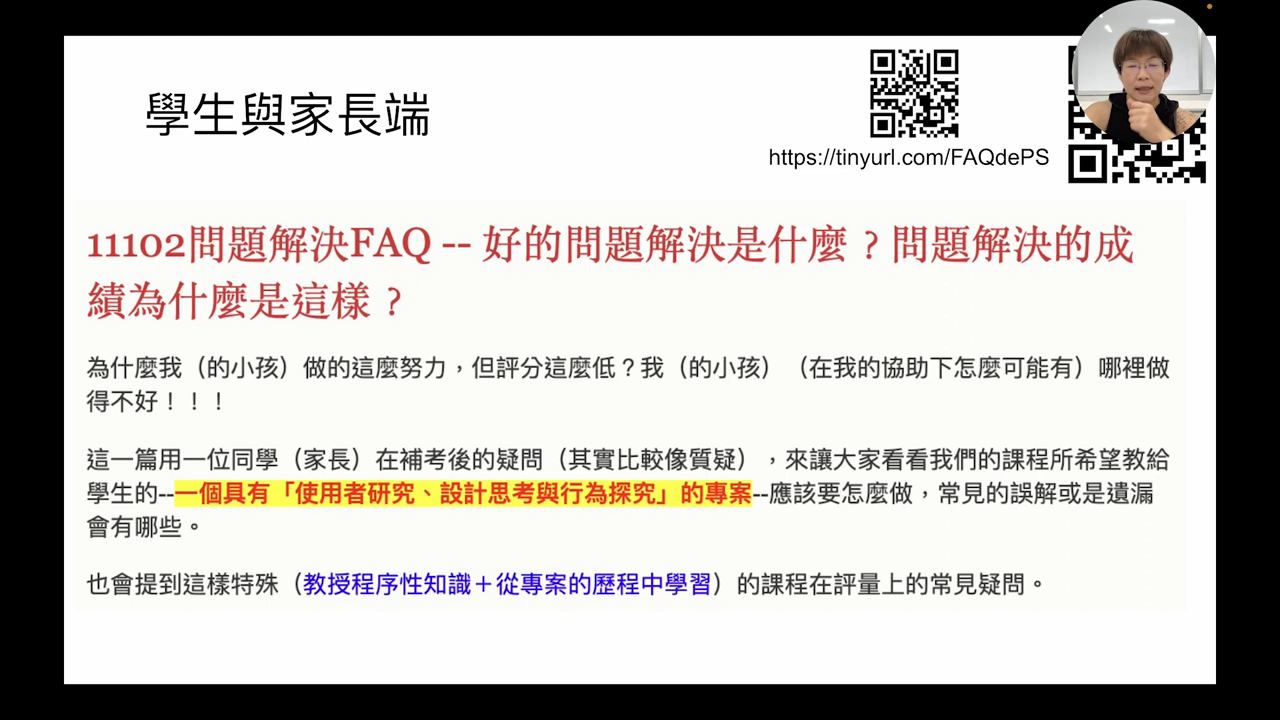 學生與家長端
https://tinyurl.com/FAQdePS
11102問題解決FAQ -- 好的問題解決是什麼？問題解決的成
績為什麼是這樣？
為什麼我（的小孩）做的這麼努力，但評分這麼低？我（的小孩）（在我的協助下怎麼可能有）哪裡做
得不好！！！
這一篇用一位同學（家長）在補考後的疑問（其實比較像質疑），來讓大家看看我們的課程所希望教給
學生的--一個具有「使用者研究、設計思考與行為探究」的專案--應該要怎麼做，常見的誤解或是遺漏
會有哪些。
也會提到這樣特殊（教授程序性知識＋從專案的歷程中學習）的課程在評量上的常見疑問。